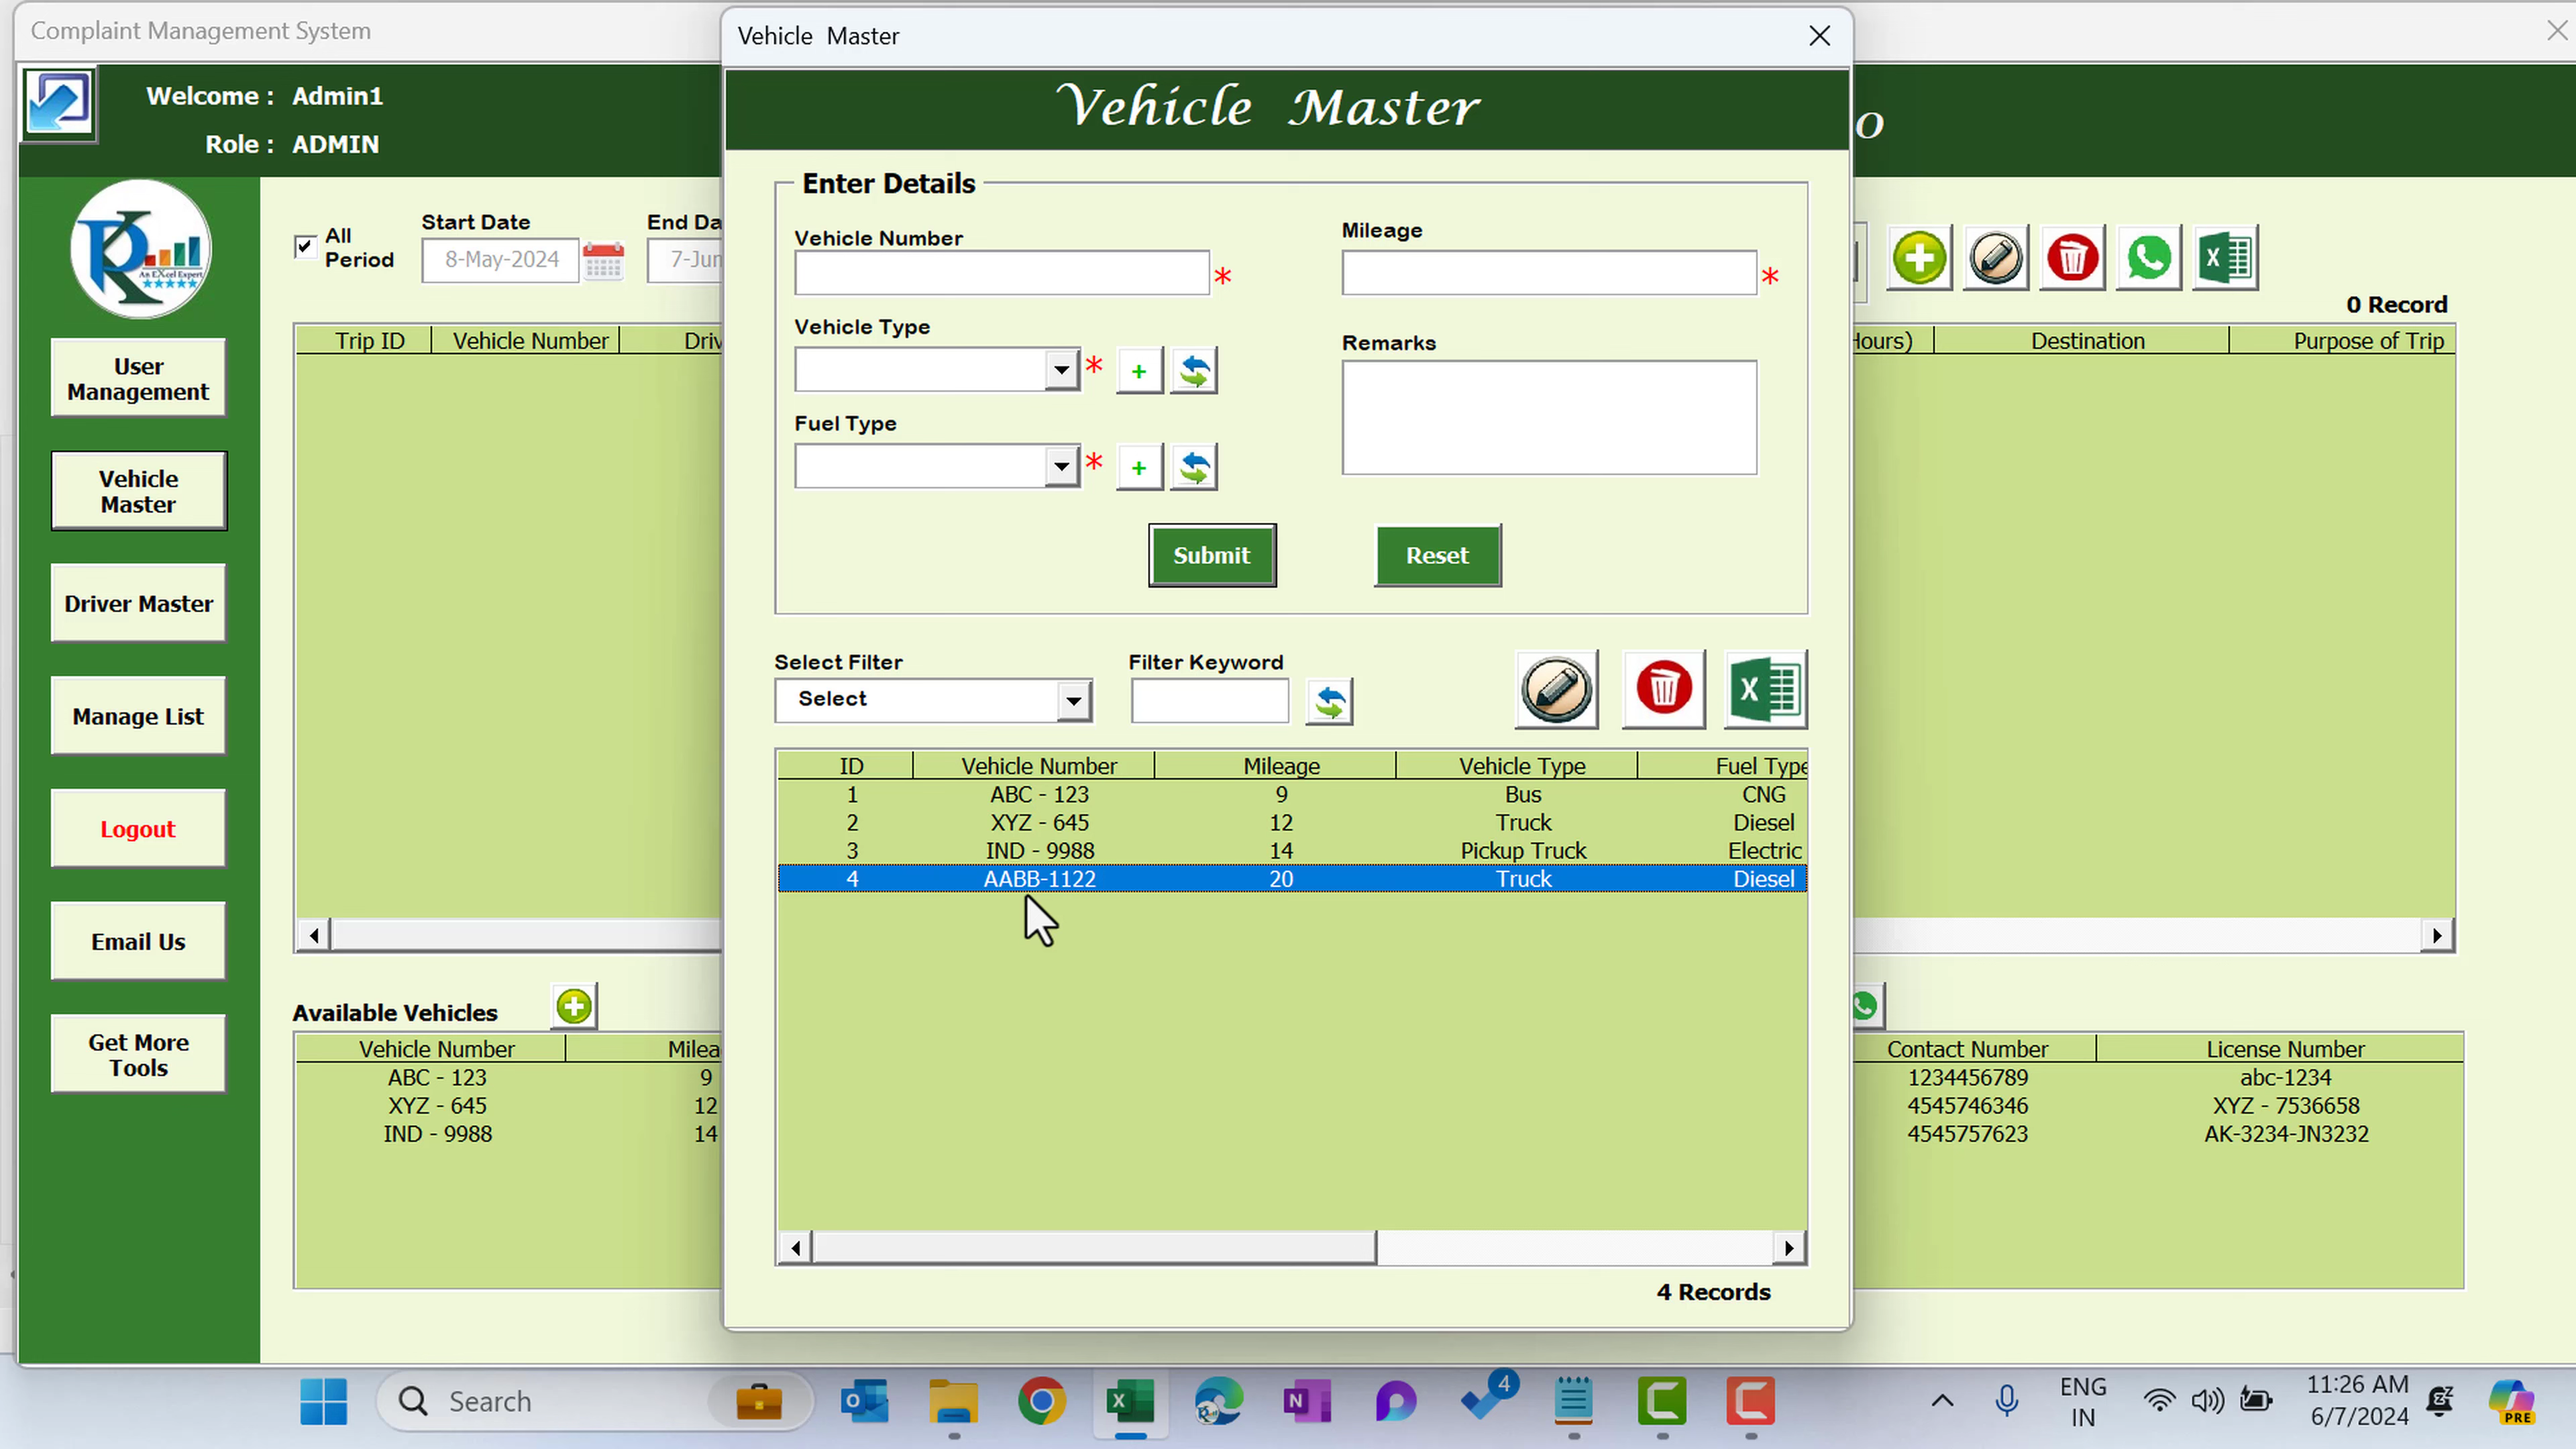 Complaint Management System
Welcome : Admin1
Role : ADMIN
RK
An EXcel Expert
User
Management
Vehicle
Master
Driver Master
Manage List
Logout
Email Us
Get More
Tools
All
Period
Start Date
8-May-2024
End Da
7-Jun
Trip ID Vehicle Number Driv
Available Vehicles
Vehicle Number Milea
ABC - 123 9
XYZ - 645 12
IND - 9988 14
Vehicle Master
Vehicle Master
Enter Details
Vehicle Number
*
Mileage
*
Vehicle Type
* +
Remarks
Fuel Type
* +
Submit Reset
Select Filter Filter Keyword
Select
X
ID Vehicle Number Mileage Vehicle Type Fuel Type
1 ABC - 123 9 Bus CNG
2 XYZ - 645 12 Truck Diesel
3 IND - 9988 14 Pickup Truck Electric
4 AABB-1122 20 Truck Diesel
4 Records
o
X
0 Record
Hours) Destination Purpose of Trip
Contact Number License Number
1234456789 abc-1234
4545746346 XYZ - 7536658
4545757623 AK-3234-JN3232
Search
4
ENG
IN
11:26 AM
6/7/2024
PRE